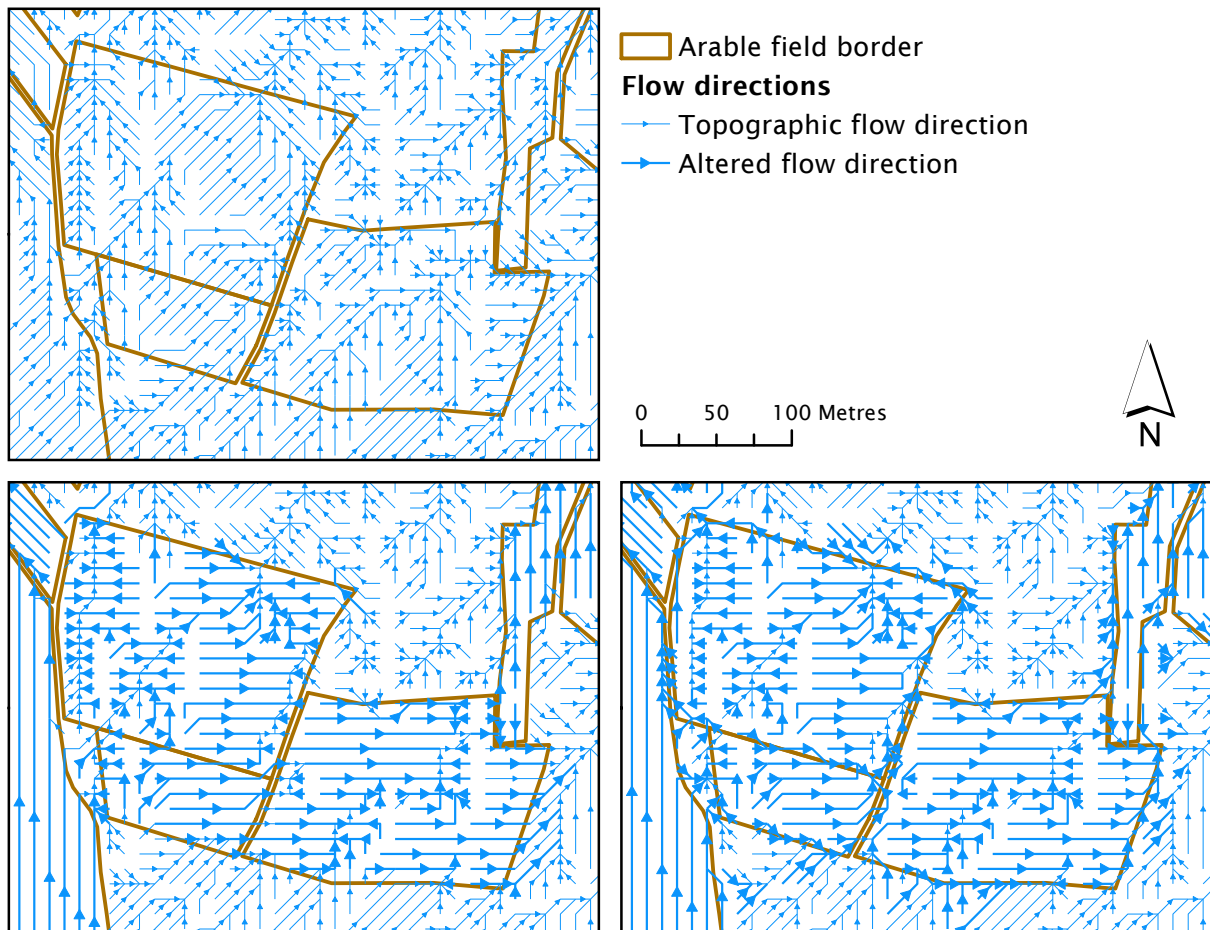 Arable field border
Flow directions
Topographic flow direction
Altered flow direction
0 50 100 Metres
N